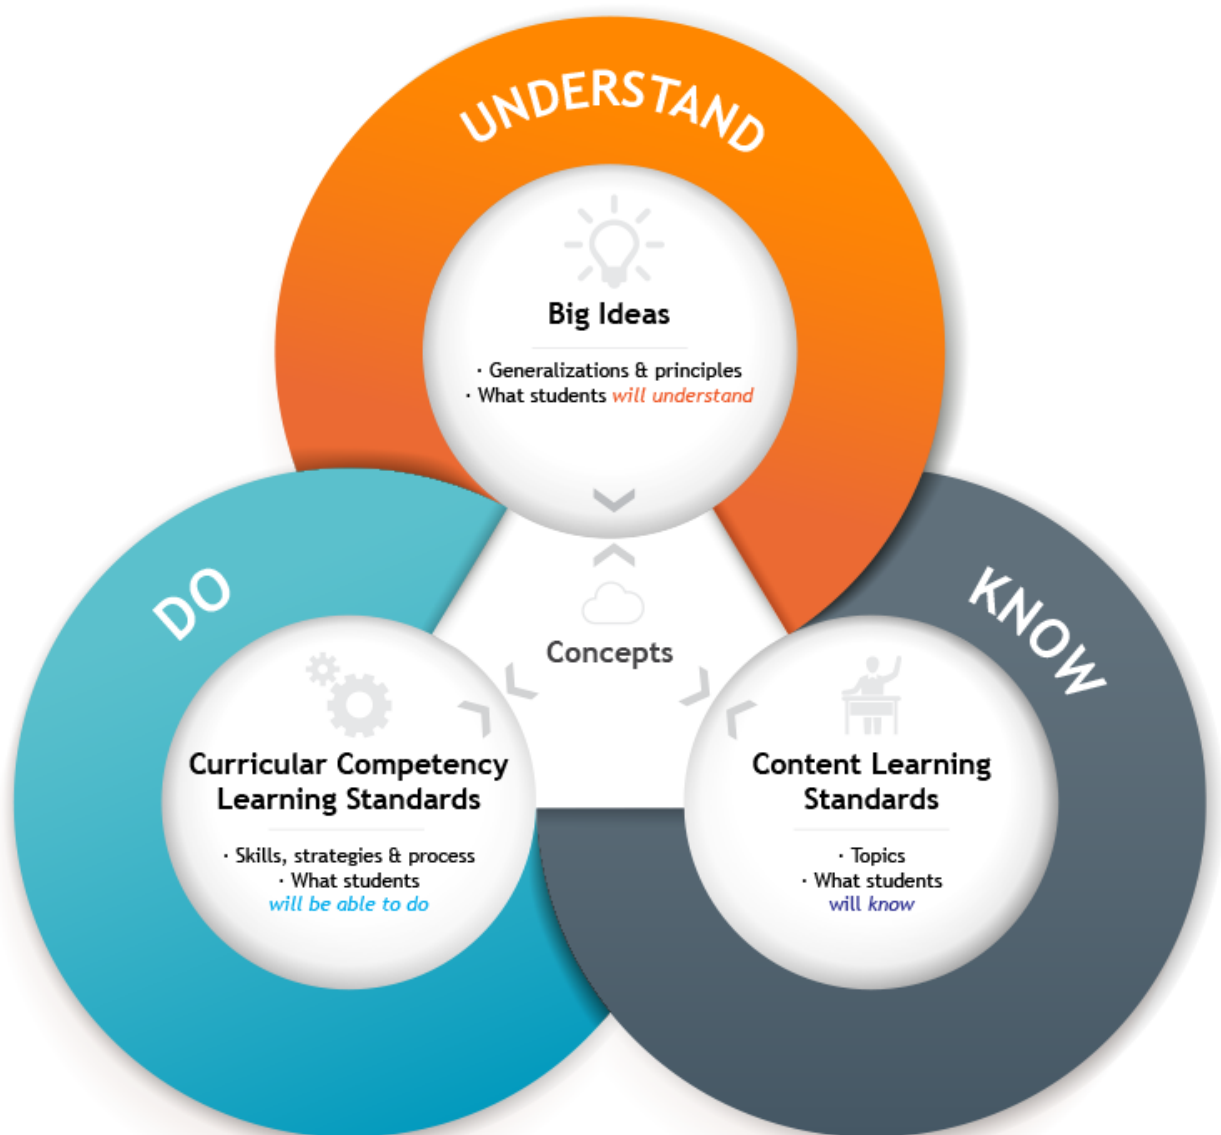 UNDERSTAND
Big Ideas
· Generalizations & principles
· What students will understand
DO
KNOW
Concepts
Curricular Competency
Learning Standards
· Skills, strategies & process
· What students
will be able to do
Content Learning
Standards
· Topics
· What students
will know